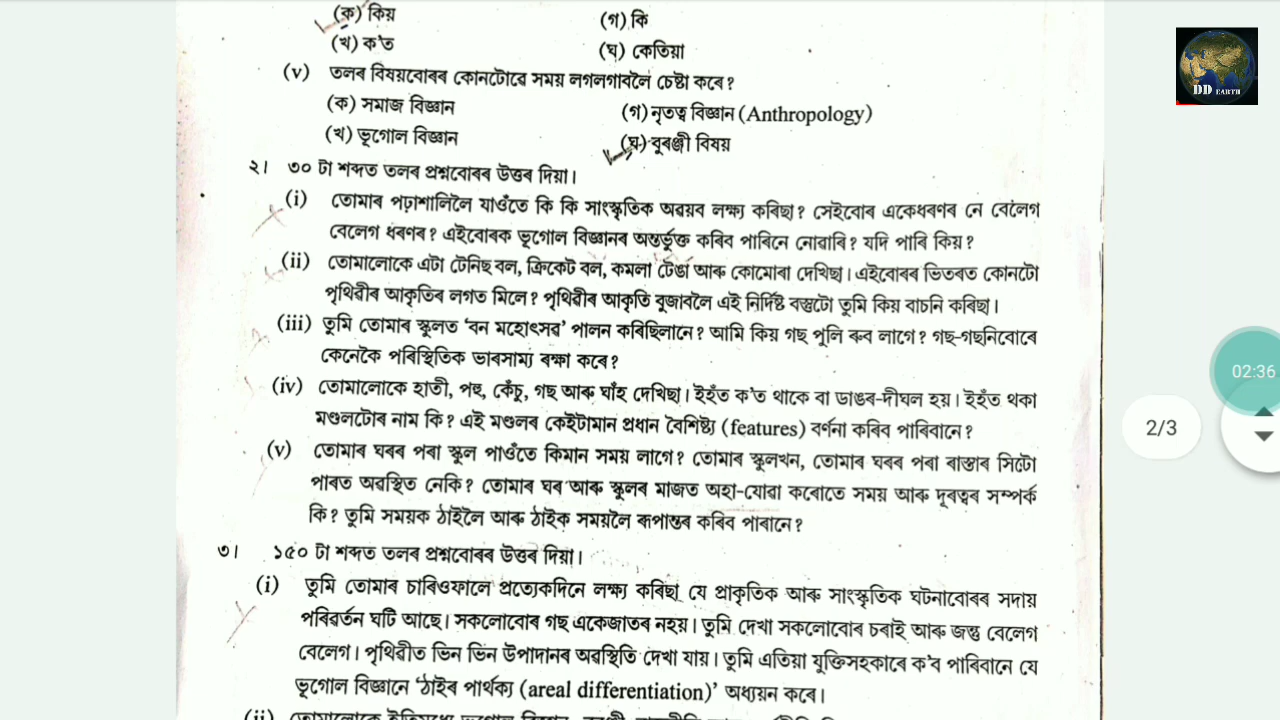 (ক) কিয়
(গ) কি
(খ) ক'ত
(ঘ) কেতিয়া
(v) তলৰ বিষয়বোৰৰ কোনটোৱে সময় লগলগাবলৈ চেষ্টা কৰে?
(ক) সমাজ বিজ্ঞান
(গ) নৃতত্ব বিজ্ঞান (Anthropology)
(খ) ভূগোল বিজ্ঞান
(ঘ) বুৰঞ্জী বিষয়
২। ৩০ টা শব্দত তলৰ প্ৰশ্নবোৰৰ উত্তৰ দিয়া।
(i) তোমাৰ পঢ়াশালিলৈ যাওঁতে কি কি সাংস্কৃতিক অৱয়ব লক্ষ্য কৰিছা? সেইবোৰ একেধৰণৰ নে বেলেগ
বেলেগ ধৰণৰ? এইবোৰক ভূগোল বিজ্ঞানৰ অন্তৰ্ভুক্ত কৰিব পাৰিনে নোৱাৰি? যদি পাৰি কিয়?
(ii) তোমালোকে এটা টেনিছ বল, ক্ৰিকেট বল, কমলা টেঙা আৰু কোমোৰা দেখিছা। এইবোৰৰ ভিতৰত কোনটো
পৃথিৱীৰ আকৃতিৰ লগত মিলে? পৃথিৱীৰ আকৃতি বুজাবলৈ এই নিৰ্দিষ্ট বস্তুটো তুমি কিয় বাচনি কৰিছা।
(iii) তুমি তোমাৰ স্কুলত 'বন মহোৎসৱ' পালন কৰিছিলানে? আমি কিয় গছ পুলি ৰুব লাগে? গছ-গছনিবোৰে
কেনেকৈ পৰিস্থিতিক ভাৰসাম্য ৰক্ষা কৰে?
(iv) তোমালোকে হাতী, পহু, কেঁচু, গছ আৰু ঘাঁহ দেখিছা। ইহঁত ক'ত থাকে বা ডাঙৰ-দীঘল হয়। ইহঁত থকা
মণ্ডলটোৰ নাম কি? এই মণ্ডলৰ কেইটামান প্ৰধান বৈশিষ্ট্য (features) বৰ্ণনা কৰিব পাৰিবানে?
(v) তোমাৰ ঘৰৰ পৰা স্কুল পাওঁতে কিমান সময় লাগে? তোমাৰ স্কুলখন, তোমাৰ ঘৰৰ পৰা ৰাস্তাৰ সিটো
পাৰত অৱস্থিত নেকি? তোমাৰ ঘৰ আৰু স্কুলৰ মাজত অহা-যোৱা কৰোতে সময় আৰু দূৰত্বৰ সম্পৰ্ক
কি? তুমি সময়ক ঠাইলৈ আৰু ঠাইক সময়লৈ ৰূপান্তৰ কৰিব পাৰানে?
৩। ১৫০ টা শব্দত তলৰ প্ৰশ্নবোৰৰ উত্তৰ দিয়া।
(i) তুমি তোমাৰ চাৰিওফালে প্ৰত্যেকদিনে লক্ষ্য কৰিছা যে প্ৰাকৃতিক আৰু সাংস্কৃতিক ঘটনাবোৰৰ সদায়
পৰিৱৰ্তন ঘটি আছে। সকলোবোৰ গছ একেজাতৰ নহয়। তুমি দেখা সকলোবোৰ চৰাই আৰু জন্তু বেলেগ
বেলেগ। পৃথিৱীত ভিন ভিন উপাদানৰ অৱস্থিতি দেখা যায়। তুমি এতিয়া যুক্তিসহকাৰে ক'ব পাৰিবানে যে
ভূগোল বিজ্ঞানে 'ঠাইৰ পাৰ্থক্য (areal differentiation)' অধ্যয়ন কৰে।
(ii) তোমালোকে
DD EARTH
02:36
2/3